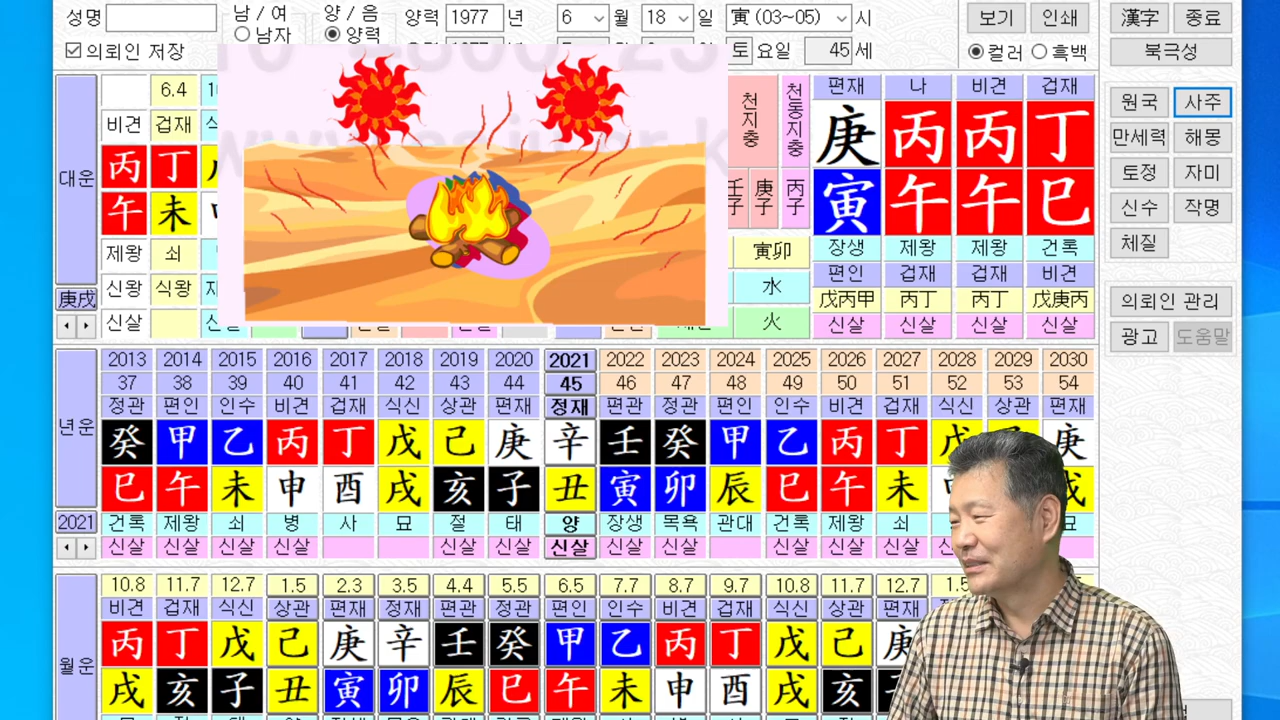 성명 남 / 여 양 / 음 양력 1977 년 6 월 18 일 寅 (03~05) 시 보기 인쇄 漢字 종료
의뢰인 저장 남자 양력 토 요일 45 세 컬러 흑백 북극성
원국 사주
만세력 해몽
토정 자미
신수 작명
체질
의뢰인 관리
광고 도움말
대운
6.4
비견 겁재
丙 丁
午 未
제왕 쇠
신왕 식왕
신살
庚戌
천지충 천동지충 편재 나 비견 겁재
庚 丙 丙 丁
壬子 庚子 丙子 寅 午 午 巳
寅卯 장생 제왕 제왕 건록
水 편인 겁재 겁재 비견
火 戊丙甲 丙丁 丙丁 戊庚丙
신살 신살 신살 신살
년운
2013 2014 2015 2016 2017 2018 2019 2020 2021 2022 2023 2024 2025 2026 2027 2028 2029 2030
37 38 39 40 41 42 43 44 45 46 47 48 49 50 51 52 53 54
정관 편인 인수 비견 겁재 식신 상관 편재 정재 편관 정관 편인 인수 비견 겁재 식신 상관 편재
癸 甲 乙 丙 丁 戊 己 庚 辛 壬 癸 甲 乙 丙 丁 戊 庚
巳 午 未 申 酉 戌 亥 子 丑 寅 卯 辰 巳 午 未 戌
2021 건록 제왕 쇠 병 사 묘 절 태 양 장생 목욕 관대 건록 제왕 쇠 묘
신살 신살 신살 신살 신살 신살 신살 신살 신살 신살 신살 신살
월운
10.8 11.7 12.7 1.5 2.3 3.5 4.4 5.5 6.5 7.7 8.7 9.7 10.8 11.7 12.7 1.5
비견 겁재 식신 상관 편재 정재 편관 정관 편인 인수 비견 겁재 식신 상관 편재
丙 丁 戊 己 庚 辛 壬 癸 甲 乙 丙 丁 戊 己 庚
戌 亥 子 丑 寅 卯 辰 巳 午 未 申 酉 戌 亥